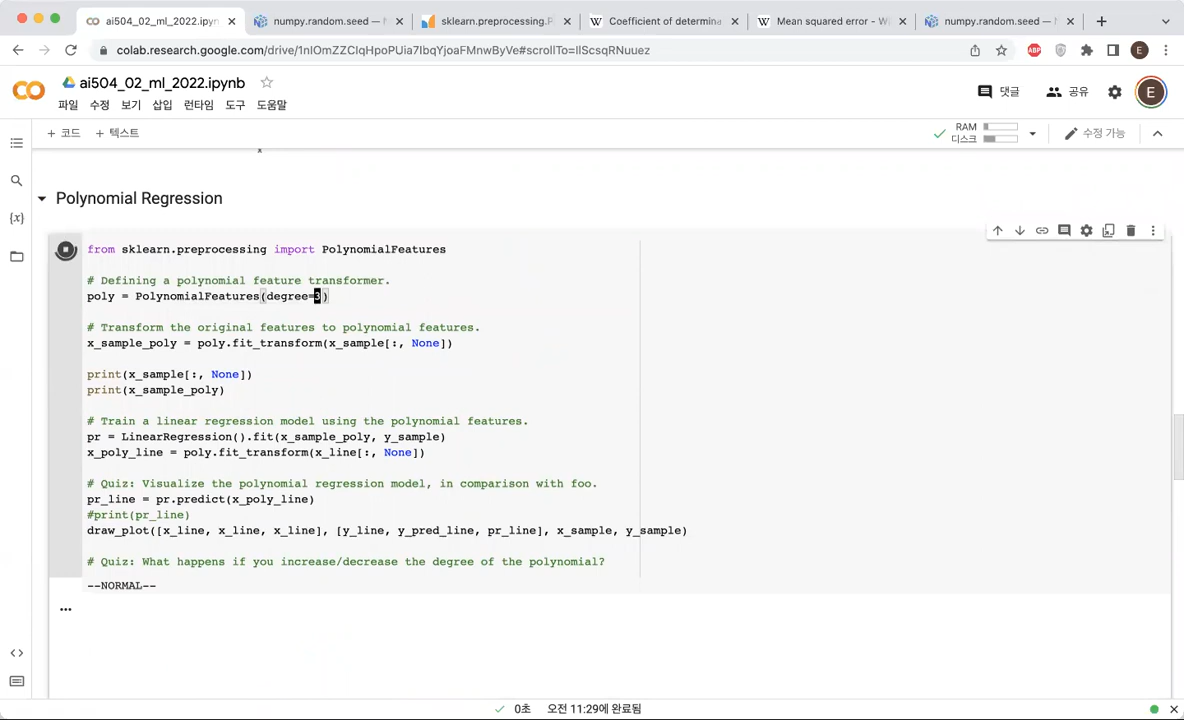 ai504_02_ml_2022.ipynb
numpy.random.seed —
sklearn.preprocessing.P
Coefficient of determina
Mean squared error - W
numpy.random.seed —
colab.research.google.com/drive/1nIOmZZCIqHpoPUia7IbqYjoaFMnwByVe#scrollTo=IlScsqRNuuez
ABP
E
ai504_02_ml_2022.ipynb
파일 수정 보기 삽입 런타임 도구 도움말
댓글
공유
E
+ 코드 + 텍스트
RAM
디스크
수정 가능
x
{x}
Polynomial Regression
from sklearn.preprocessing import PolynomialFeatures
# Defining a polynomial feature transformer.
poly = PolynomialFeatures(degree=3)
# Transform the original features to polynomial features.
x_sample_poly = poly.fit_transform(x_sample[:, None])
print(x_sample[:, None])
print(x_sample_poly)
# Train a linear regression model using the polynomial features.
pr = LinearRegression().fit(x_sample_poly, y_sample)
x_poly_line = poly.fit_transform(x_line[:, None])
# Quiz: Visualize the polynomial regression model, in comparison with foo.
pr_line = pr.predict(x_poly_line)
#print(pr_line)
draw_plot([x_line, x_line, x_line], [y_line, y_pred_line, pr_line], x_sample, y_sample)
# Quiz: What happens if you increase/decrease the degree of the polynomial?
--NORMAL--
0초 오전 11:29에 완료됨